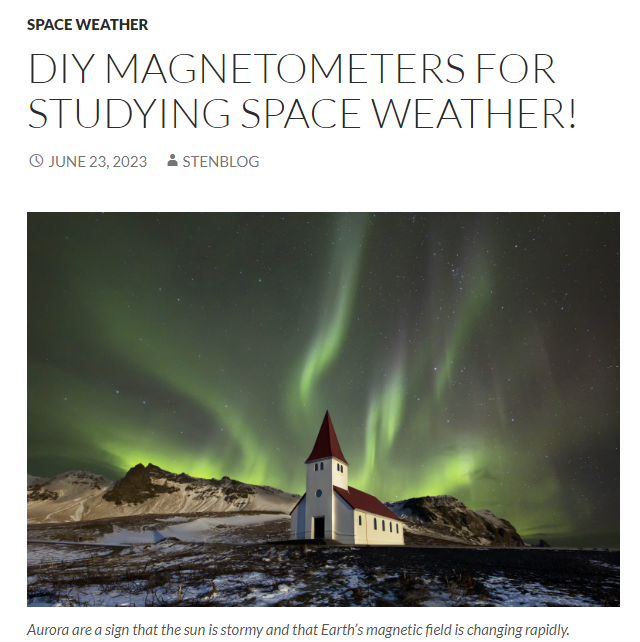 SPACE WEATHER
DIY MAGNETOMETERS FOR
STUDYING SPACE WEATHER!
JUNE 23, 2023 STENBLOG
Aurora are a sign that the sun is stormy and that Earth’s magnetic field is changing rapidly.